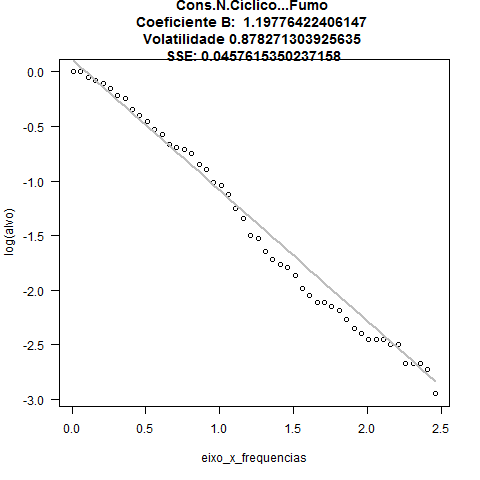 Cons.N.Ciclico...Fumo
Coeficiente B:  1.19776422406147
Volatilidade 0.878271303925635
SSE: 0.0457615350237158
0.0
-0.5
-1.0
-1.5
-2.0
-2.5
-3.0
log(alvo)
0.0 0.5 1.0 1.5 2.0 2.5
eixo_x_frequencias